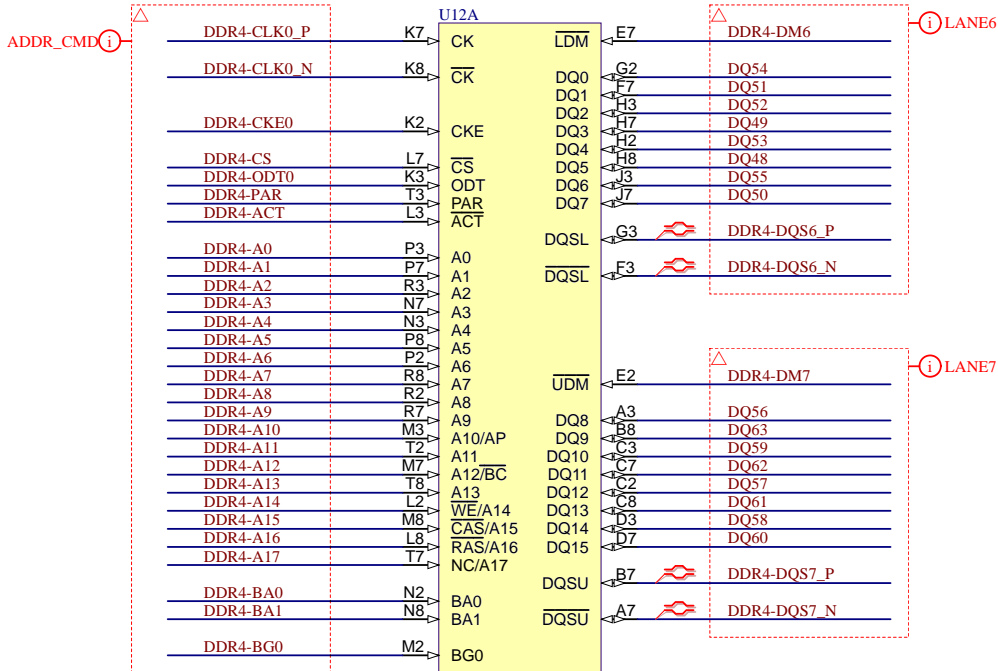 U12A
ADDR_CMD i
LANE6 i
LANE7 i
DDR4-CLK0_P K7 CK
DDR4-CLK0_N K8 CK
DDR4-CKE0 K2 CKE
DDR4-CS L7 CS
DDR4-ODT0 K3 ODT
DDR4-PAR T3 PAR
DDR4-ACT L3 ACT
DDR4-A0 P3 A0
DDR4-A1 P7 A1
DDR4-A2 R3 A2
DDR4-A3 N7 A3
DDR4-A4 N3 A4
DDR4-A5 P8 A5
DDR4-A6 P2 A6
DDR4-A7 R8 A7
DDR4-A8 R2 A8
DDR4-A9 R7 A9
DDR4-A10 M3 A10/AP
DDR4-A11 T2 A11
DDR4-A12 M7 A12/BC
DDR4-A13 T8 A13
DDR4-A14 L2 WE/A14
DDR4-A15 M8 CAS/A15
DDR4-A16 L8 RAS/A16
DDR4-A17 T7 NC/A17
DDR4-BA0 N2 BA0
DDR4-BA1 N8 BA1
DDR4-BG0 M2 BG0
LDM E7 DDR4-DM6
DQ0 G2 DQ54
DQ1 F7 DQ51
DQ2 H3 DQ52
DQ3 H7 DQ49
DQ4 H2 DQ53
DQ5 H8 DQ48
DQ6 J3 DQ55
DQ7 J7 DQ50
DQSL G3 DDR4-DQS6_P
DQSL F3 DDR4-DQS6_N
UDM E2 DDR4-DM7
DQ8 A3 DQ56
DQ9 B8 DQ63
DQ10 C3 DQ59
DQ11 C7 DQ62
DQ12 C2 DQ57
DQ13 C8 DQ61
DQ14 D3 DQ58
DQ15 D7 DQ60
DQSU B7 DDR4-DQS7_P
DQSU A7 DDR4-DQS7_N